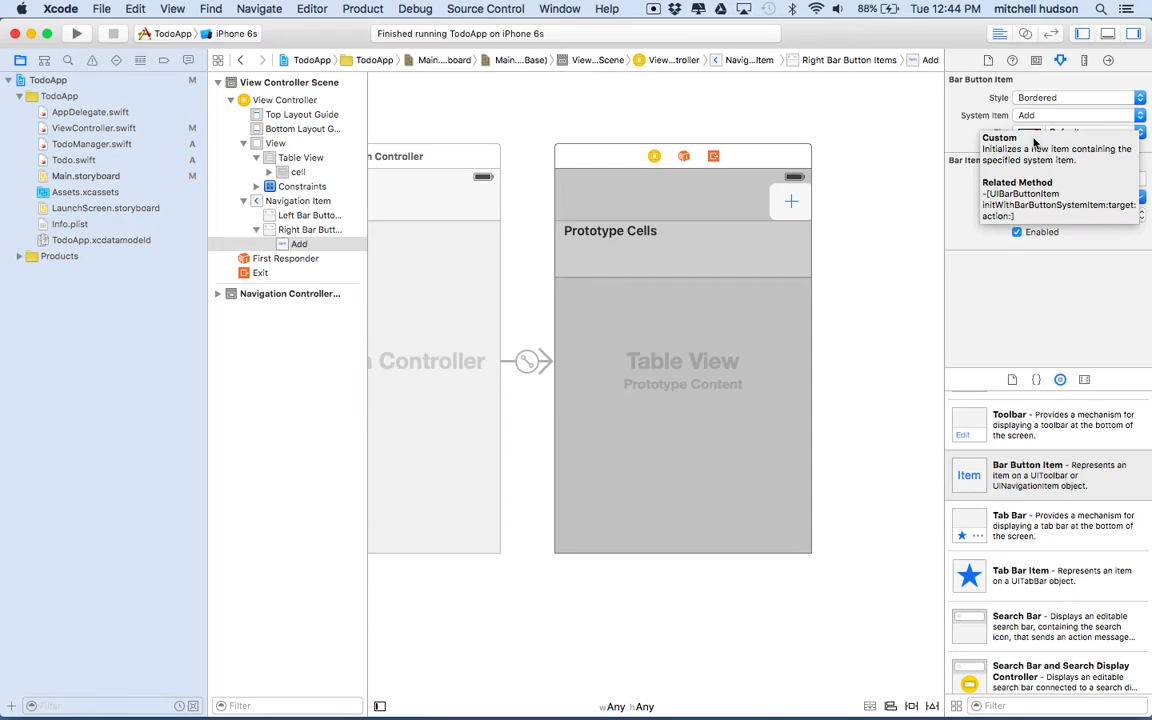 Xcode File Edit View Find Navigate Editor Product Debug Source Control Window Help 88% Tue 12:44 PM mitchell hudson
TodoApp iPhone 6s Finished running TodoApp on iPhone 6s
TodoApp TodoApp Main....board Main....Base) View...Scene View...troller Navig...Item Right Bar Button Items Add
TodoApp
TodoApp
AppDelegate.swift
ViewController.swift M
TodoManager.swift M
Todo.swift M
Main.storyboard M
Assets.xcassets
LaunchScreen.storyboard
Info.plist
TodoApp.xcdatamodeld
Products
View Controller Scene
View Controller
Top Layout Guide
Bottom Layout G...
View
Table View
cell
Constraints
Navigation Item
Left Bar Butto...
Right Bar Butt...
Item Add
First Responder
Exit
Navigation Controller...
n Controller
n Controller
Prototype Cells
Table View
Prototype Content
Bar Button Item
Style Bordered
System Item Add
Bar Item
Custom
Initializes a new item containing the
specified system item.
Related Method
-[UIBarButtonItem
initWithBarButtonSystemItem:target:
action:]
Enabled
Edit
Toolbar - Provides a mechanism for
displaying a toolbar at the bottom of
the screen.
Item
Bar Button Item - Represents an
item on a UIToolbar or
UINavigationItem object.
Tab Bar - Provides a mechanism for
displaying a tab bar at the bottom of
the screen.
Tab Bar Item - Represents an item
on a UITabBar object.
Search Bar - Displays an editable
search bar, containing the search
icon, that sends an action message...
Search Bar and Search Display
Controller - Displays an editable
search bar connected to a search di...
Filter
Filter
wAny hAny
Filter